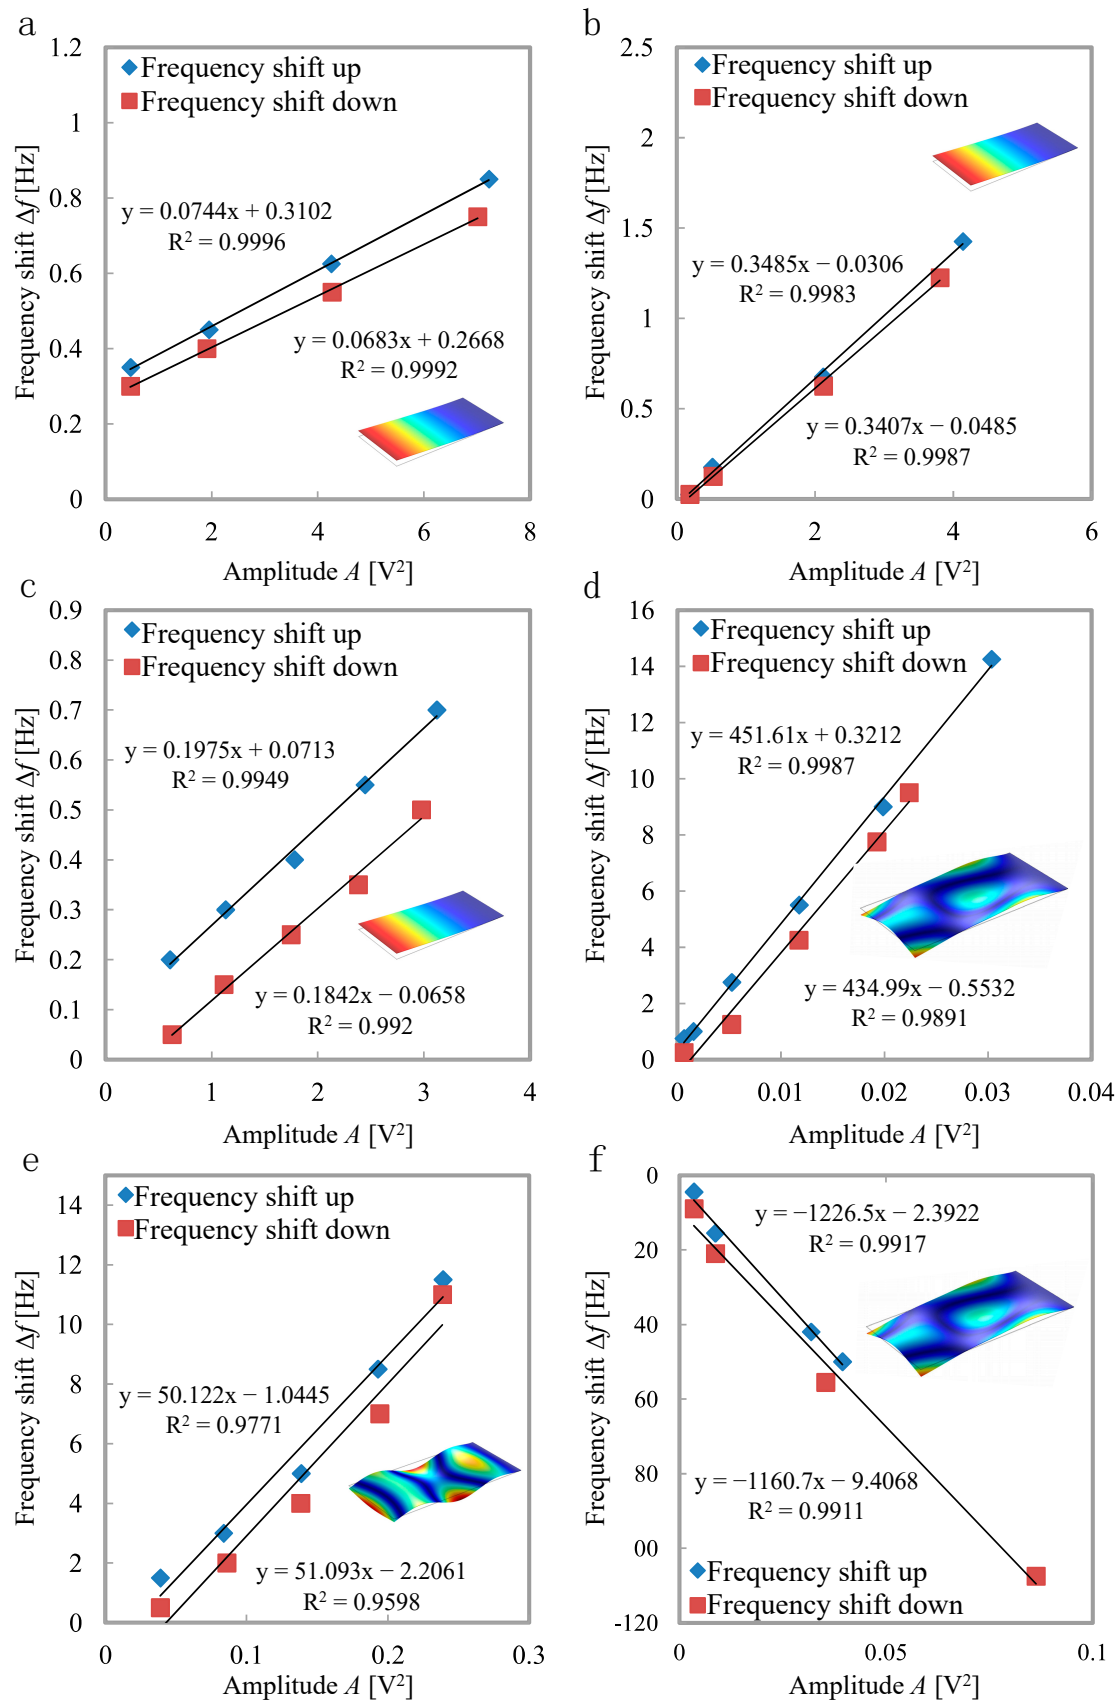 a
1.2
1
0.8
0.6
0.4
0.2
0
Frequency shift Δf [Hz]
Frequency shift up
Frequency shift down
y = 0.0744x + 0.3102
R² = 0.9996
y = 0.0683x + 0.2668
R² = 0.9992
0 2 4 6 8
Amplitude A [V²]
b
2.5
2
1.5
1
0.5
0
Frequency shift Δf [Hz]
Frequency shift up
Frequency shift down
y = 0.3485x − 0.0306
R² = 0.9983
y = 0.3407x − 0.0485
R² = 0.9987
0 2 4 6
Amplitude A [V²]
c
0.9
0.8
0.7
0.6
0.5
0.4
0.3
0.2
0.1
0
Frequency shift Δf [Hz]
Frequency shift up
Frequency shift down
y = 0.1975x + 0.0713
R² = 0.9949
y = 0.1842x − 0.0658
R² = 0.992
0 1 2 3 4
Amplitude A [V²]
d
16
14
12
10
8
6
4
2
0
Frequency shift Δf [Hz]
Frequency shift up
Frequency shift down
y = 451.61x + 0.3212
R² = 0.9987
y = 434.99x − 0.5532
R² = 0.9891
0 0.01 0.02 0.03 0.04
Amplitude A [V²]
e
14
12
10
8
6
4
2
0
Frequency shift Δf [Hz]
Frequency shift up
Frequency shift down
y = 50.122x − 1.0445
R² = 0.9771
y = 51.093x − 2.2061
R² = 0.9598
0 0.1 0.2 0.3
Amplitude A [V²]
f
0
20
40
60
80
00
-120
Frequency shift Δf [Hz]
y = −1226.5x − 2.3922
R² = 0.9917
y = −1160.7x − 9.4068
R² = 0.9911
Frequency shift up
Frequency shift down
0 0.05 0.1
Amplitude A [V²]